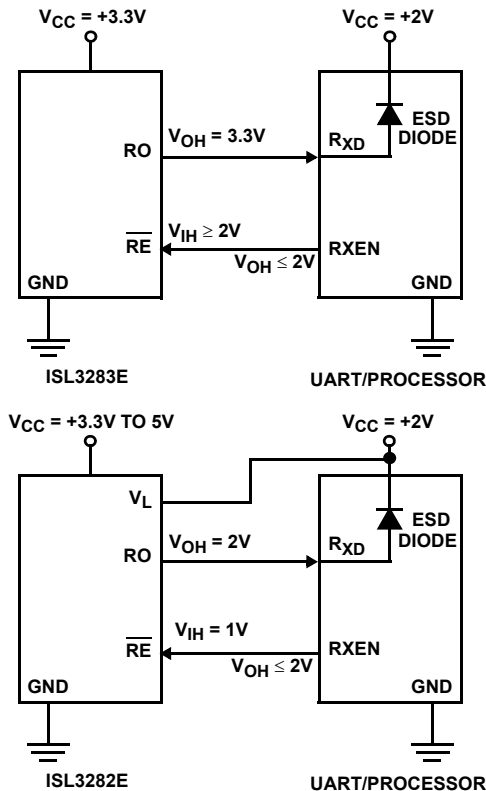 VCC = +3.3V
VCC = +2V
ESD
DIODE
RO
VOH = 3.3V
RXD
RE
VIH ≥ 2V
VOH ≤ 2V
RXEN
GND
GND
ISL3283E
UART/PROCESSOR
VCC = +3.3V TO 5V
VCC = +2V
VL
ESD
DIODE
RO
VOH = 2V
RXD
RE
VIH = 1V
VOH ≤ 2V
RXEN
GND
GND
ISL3282E
UART/PROCESSOR